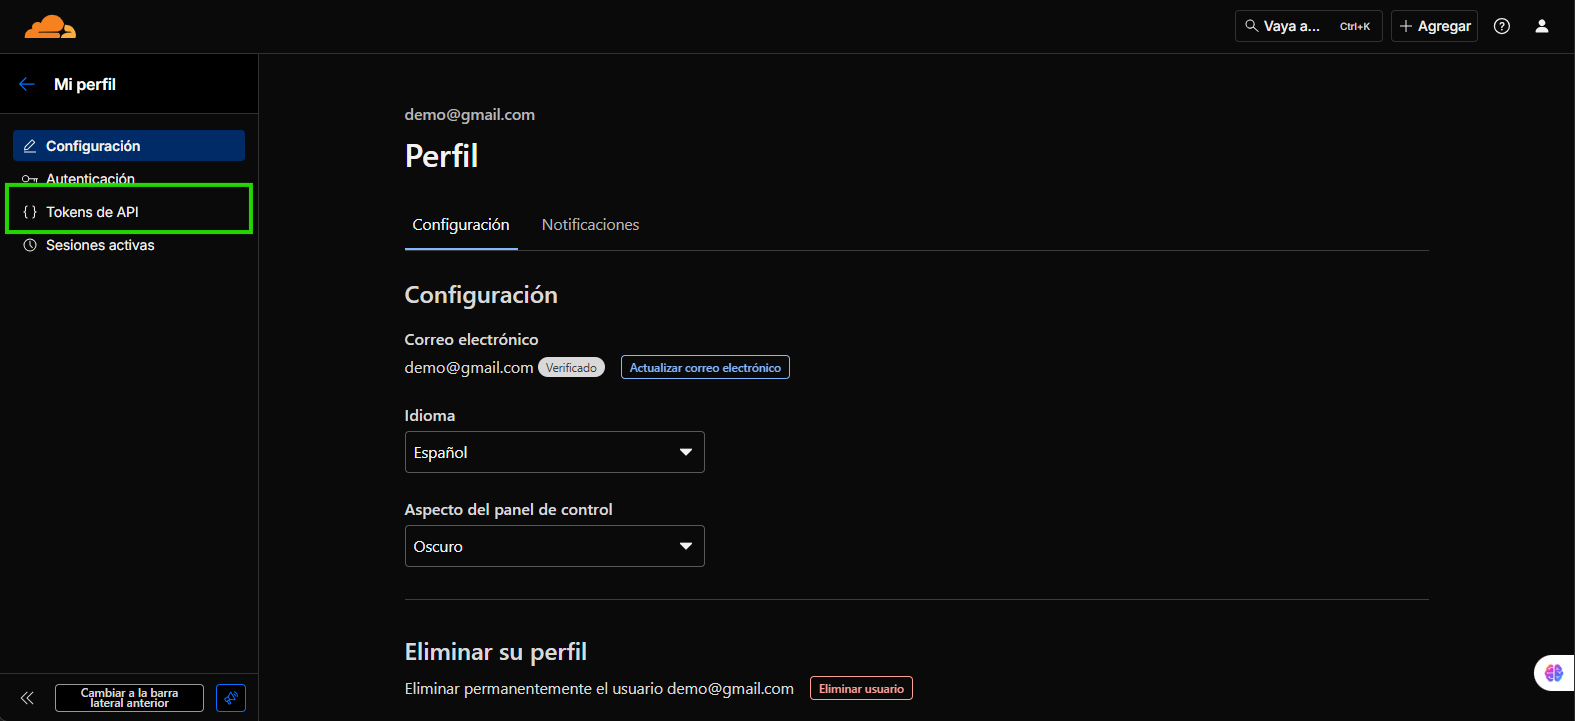 Vaya a... Ctrl+K
Agregar
Mi perfil
Configuración
Autenticación
Tokens de API
Sesiones activas
Cambiar a la barra
lateral anterior
demo@gmail.com
Perfil
Configuración Notificaciones
Configuración
Correo electrónico
demo@gmail.com Verificado Actualizar correo electrónico
Idioma
Español
Aspecto del panel de control
Oscuro
Eliminar su perfil
Eliminar permanentemente el usuario demo@gmail.com Eliminar usuario